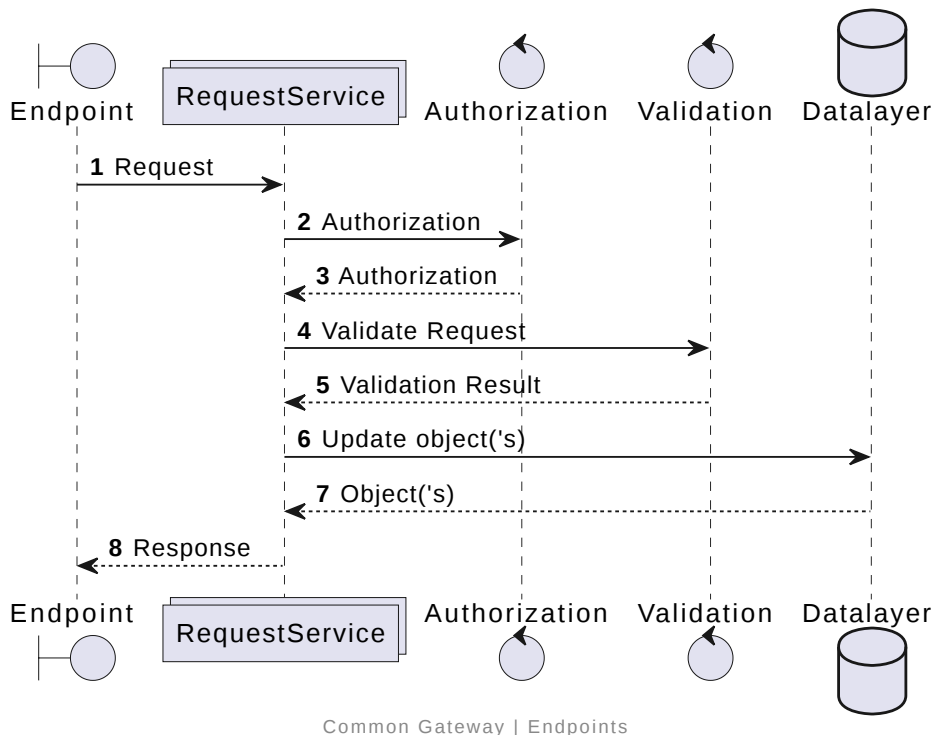 Endpoint RequestService Authorization Validation Datalayer
1 Request
2 Authorization
3 Authorization
4 Validate Request
5 Validation Result
6 Update object('s)
7 Object('s)
8 Response
Endpoint RequestService Authorization Validation Datalayer
Common Gateway | Endpoints